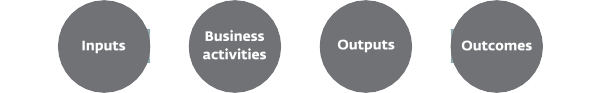 Inputs
Business
activities
Outputs
Outcomes